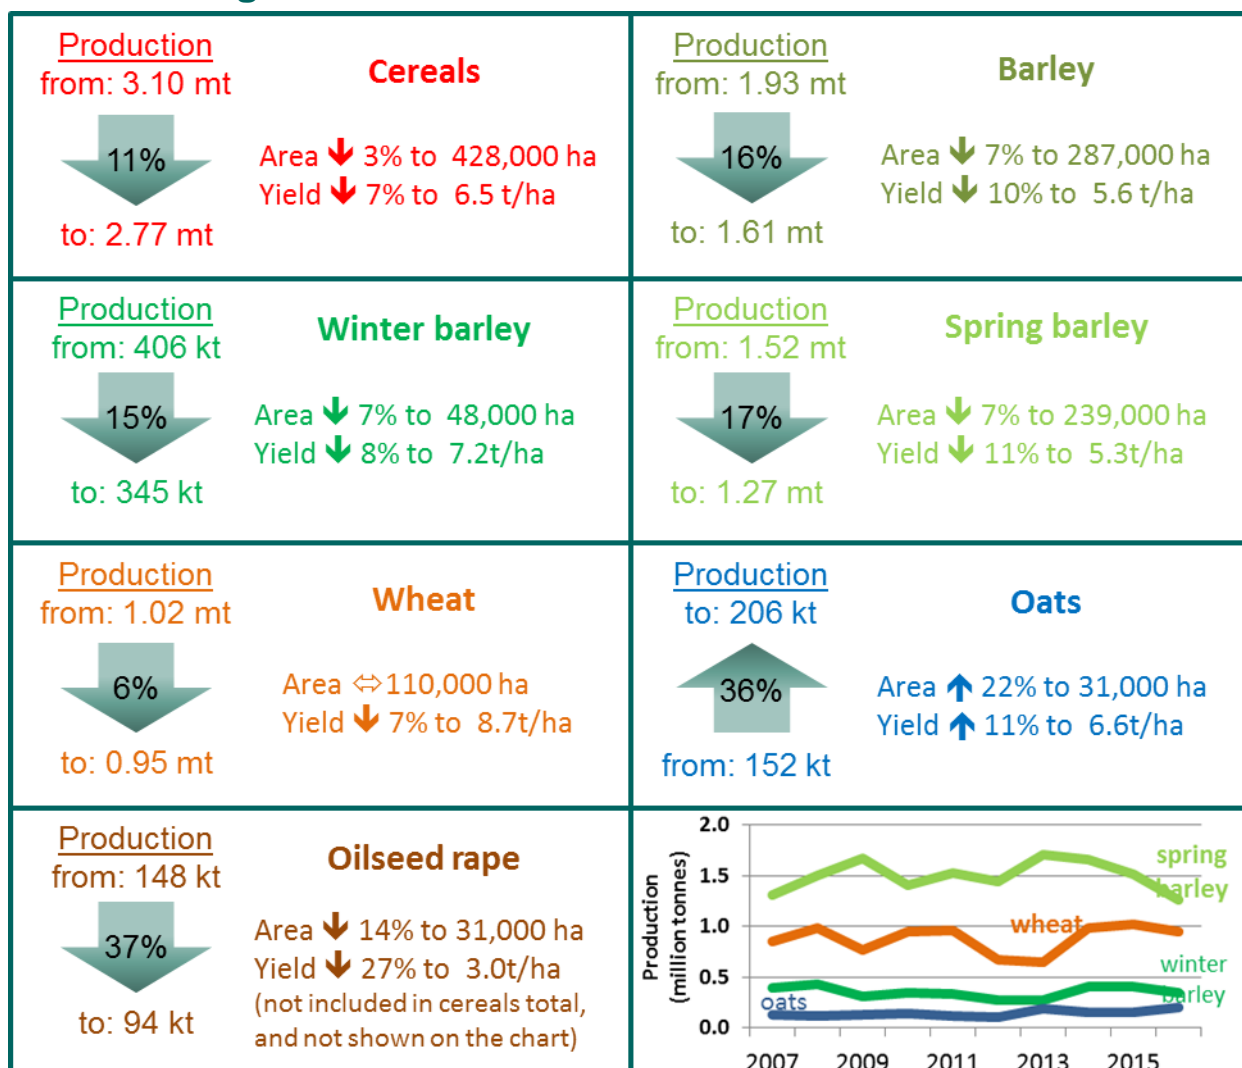 Production
from: 3.10 mt
Cereals
11%
Area 🡫 3% to 428,000 ha
Yield 🡫 7% to 6.5 t/ha
to: 2.77 mt
Production
from: 1.93 mt
Barley
16%
Area 🡫 7% to 287,000 ha
Yield 🡫 10% to 5.6 t/ha
to: 1.61 mt
Production
from: 406 kt
Winter barley
15%
Area 🡫 7% to 48,000 ha
Yield 🡫 8% to 7.2t/ha
to: 345 kt
Production
from: 1.52 mt
Spring barley
17%
Area 🡫 7% to 239,000 ha
Yield 🡫 11% to 5.3t/ha
to: 1.27 mt
Production
from: 1.02 mt
Wheat
6%
Area ⬄ 110,000 ha
Yield 🡫 7% to 8.7t/ha
to: 0.95 mt
Production
to: 206 kt
Oats
36%
Area 🡩 22% to 31,000 ha
Yield 🡩 11% to 6.6t/ha
from: 152 kt
Production
from: 148 kt
Oilseed rape
37%
Area 🡫 14% to 31,000 ha
Yield 🡫 27% to 3.0t/ha
(not included in cereals total,
and not shown on the chart)
to: 94 kt
Production
(million tonnes)
2.0
1.5
1.0
0.5
0.0
spring
barley
wheat
winter
barley
oats
2007 2009 2011 2013 2015